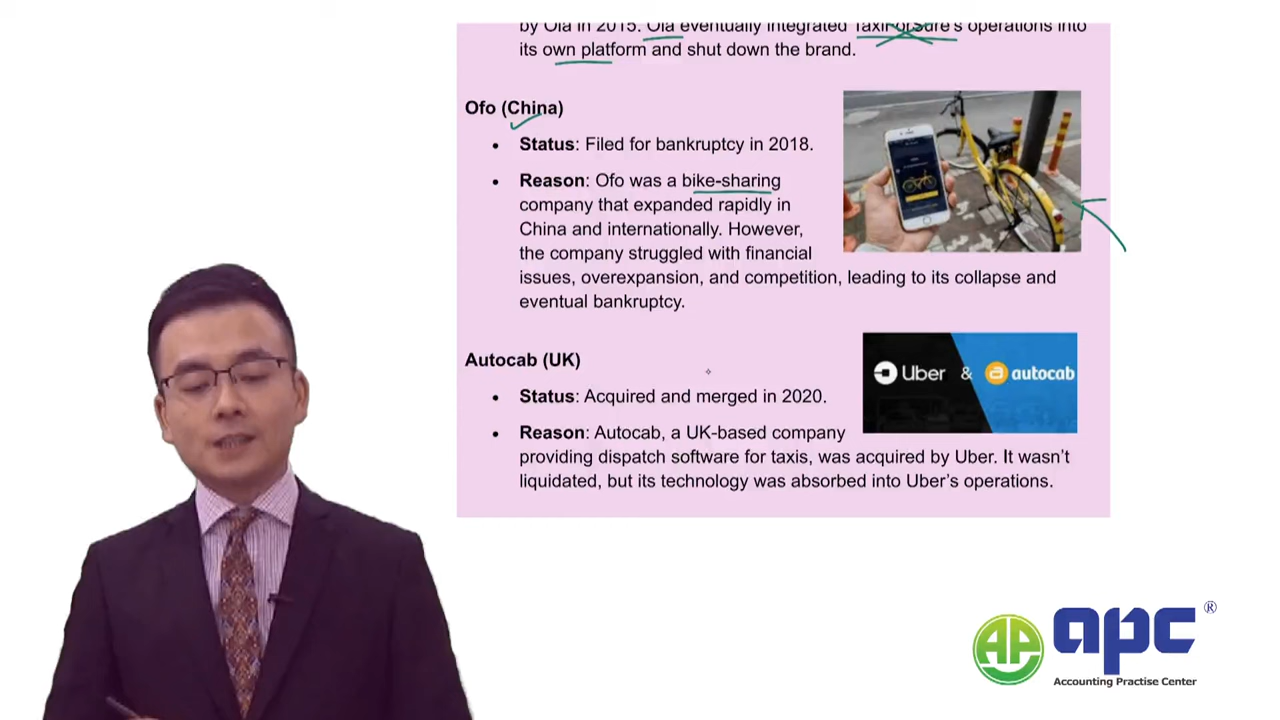 by Ola in 2015. Ola eventually integrated TaxiForSure's operations into
its own platform and shut down the brand.
Ofo (China)
• Status: Filed for bankruptcy in 2018.
• Reason: Ofo was a bike-sharing
company that expanded rapidly in
China and internationally. However,
the company struggled with financial
issues, overexpansion, and competition, leading to its collapse and
eventual bankruptcy.
Autocab (UK)
Uber & a autocab
• Status: Acquired and merged in 2020.
• Reason: Autocab, a UK-based company
providing dispatch software for taxis, was acquired by Uber. It wasn't
liquidated, but its technology was absorbed into Uber's operations.
AP apc ®
Accounting Practise Center